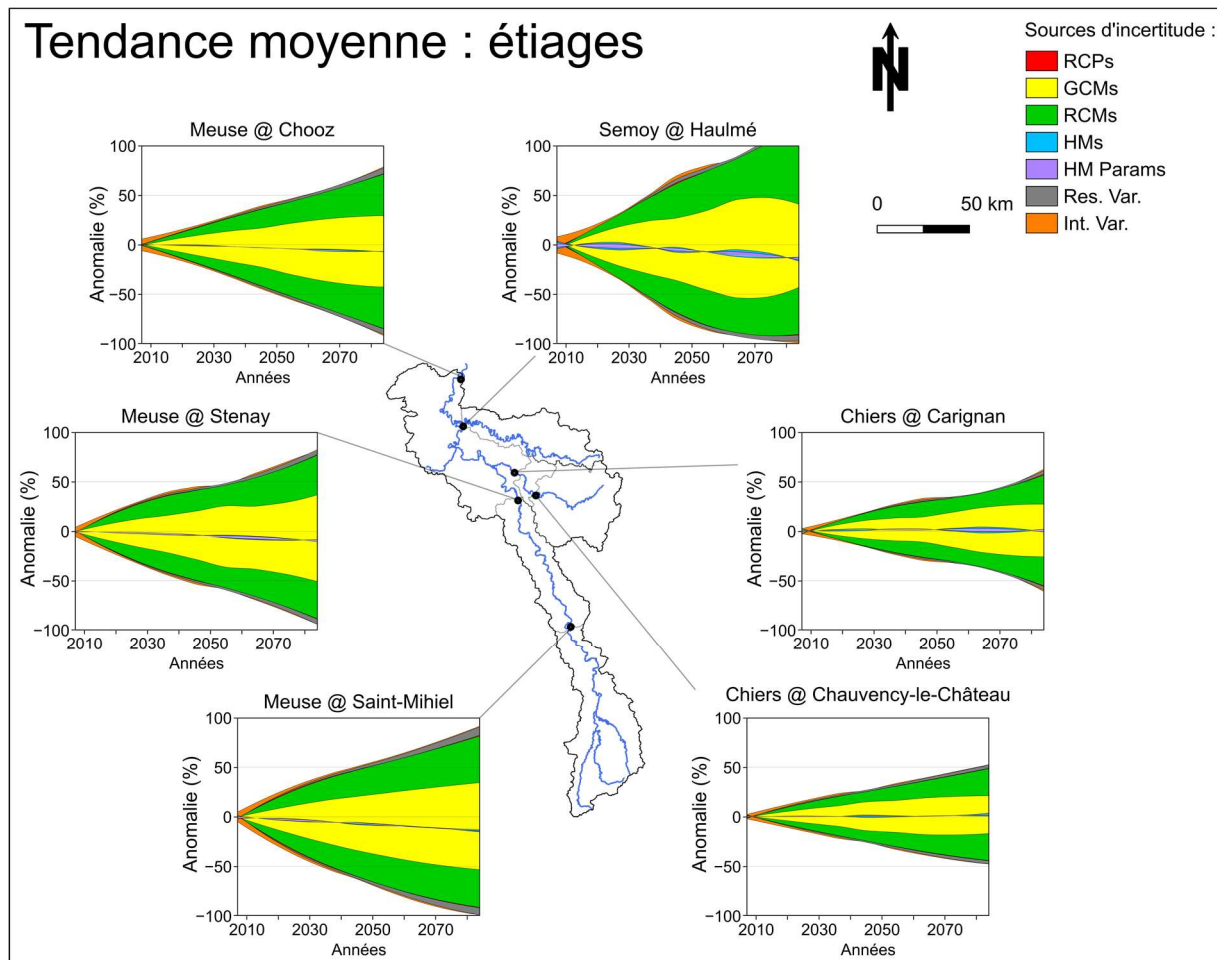 Tendance moyenne : étiages
N
Sources d'incertitude :
RCPs
GCMs
RCMs
HMs
HM Params
Res. Var.
Int. Var.
0 50 km
Meuse @ Chooz
Anomalie (%)
100
50
0
−50
−100
2010 2030 2050 2070
Années
Semoy @ Haulmé
Anomalie (%)
100
50
0
−50
−100
2010 2030 2050 2070
Années
Meuse @ Stenay
Anomalie (%)
100
50
0
−50
−100
2010 2030 2050 2070
Années
Chiers @ Carignan
Anomalie (%)
100
50
0
−50
−100
2010 2030 2050 2070
Années
Meuse @ Saint-Mihiel
Anomalie (%)
100
50
0
−50
−100
2010 2030 2050 2070
Années
Chiers @ Chauvency-le-Château
Anomalie (%)
100
50
0
−50
−100
2010 2030 2050 2070
Années